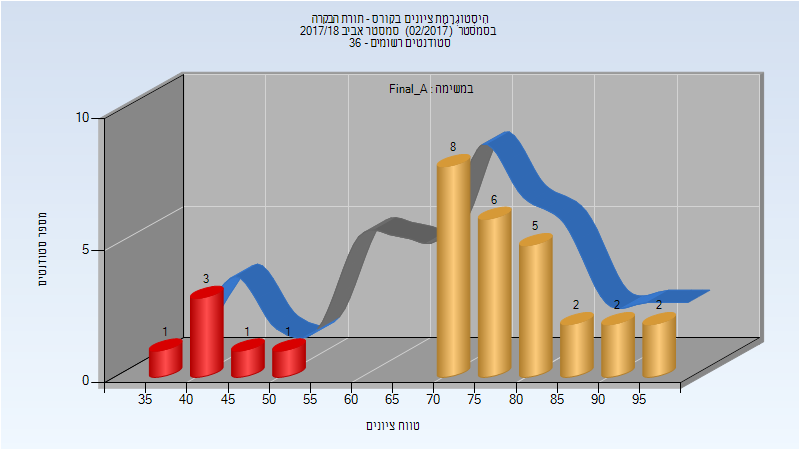 היסטוגרמת ציונים בקורס - תורת הבקרה
בסמסטר (02/2017) סמסטר אביב 2017/18
סטודנטים רשומים - 36
במשימה : Final_A
מספר סטודנטים
10
5
0
1
3
1
1
8
6
5
2
2
2
35 40 45 50 55 60 65 70 75 80 85 90 95
טווח ציונים